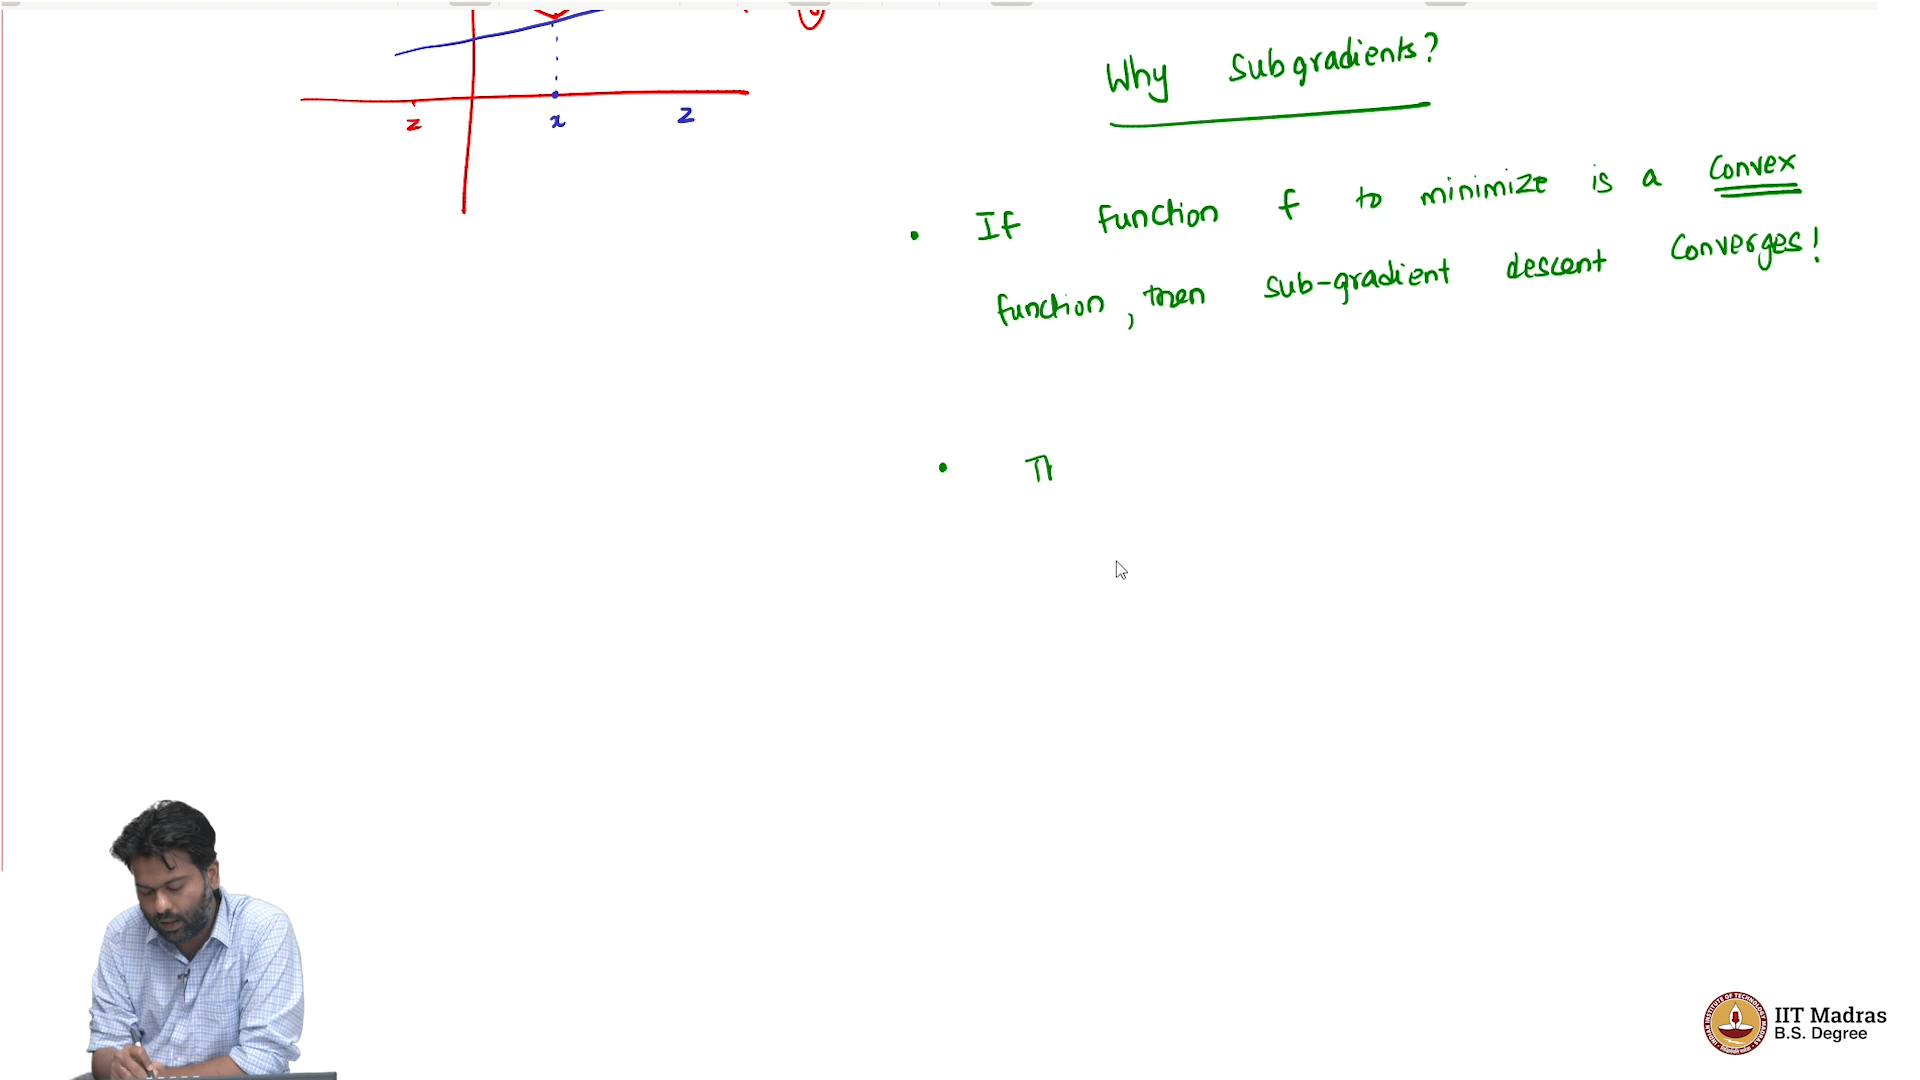 z
x
z
Why Subgradients?
• If function f to minimize is a convex
function, then sub-gradient descent converges!
• Th
IIT Madras
B.S. Degree